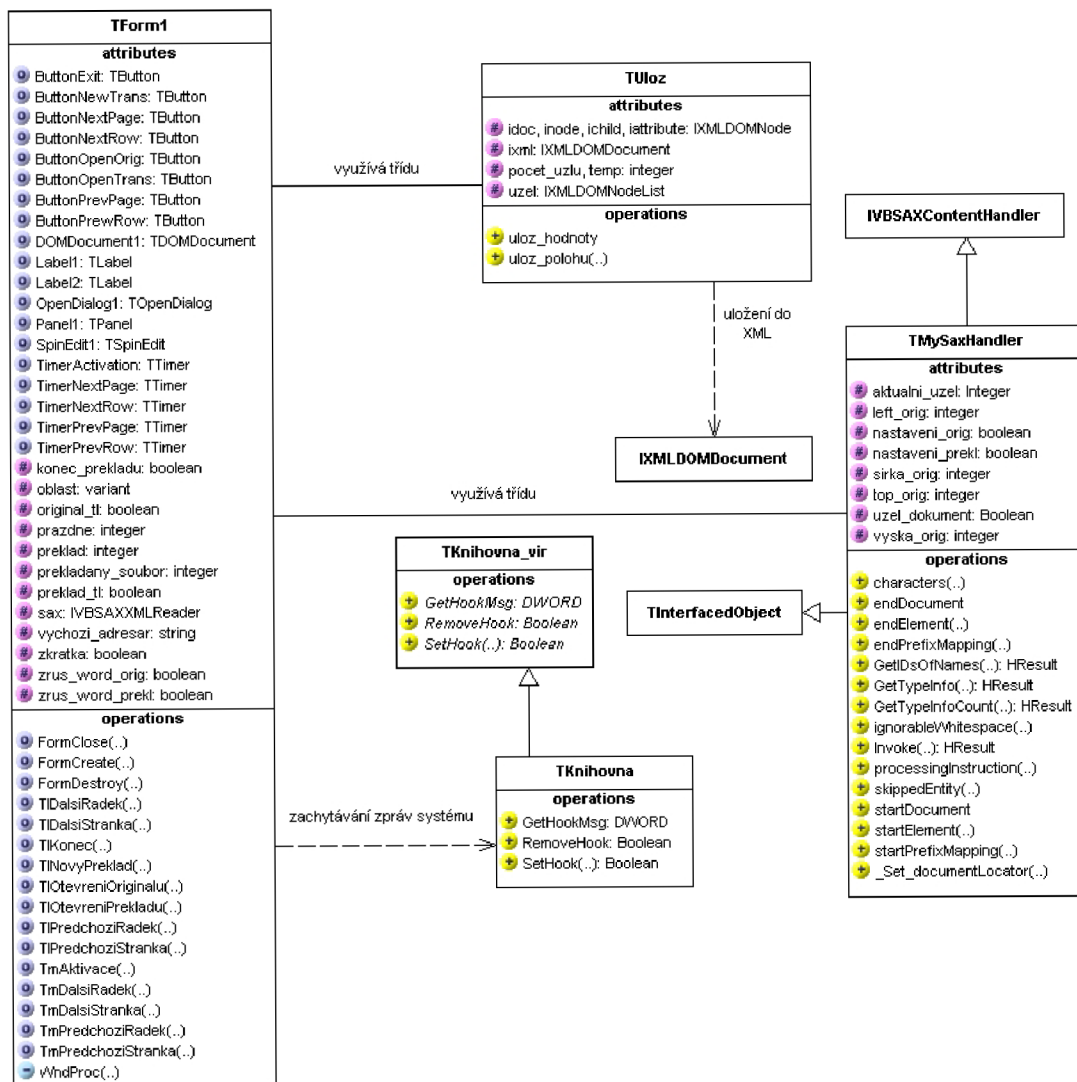 TForm1
attributes
ButtonExit: TButton
ButtonNewTrans: TButton
ButtonNextPage: TButton
ButtonNextRow: TButton
ButtonOpenOrig: TButton
ButtonOpenTrans: TButton
ButtonPrevPage: TButton
ButtonPrewRow: TButton
DOMDocument1: TDOMDocument
Label1: TLabel
Label2: TLabel
OpenDialog1: TOpenDialog
Panel1: TPanel
SpinEdit1: TSpinEdit
TimerActivation: TTimer
TimerNextPage: TTimer
TimerNextRow: TTimer
TimerPrevPage: TTimer
TimerPrevRow: TTimer
konec_prekladu: boolean
oblast: variant
original_tl: boolean
prazdne: integer
preklad: integer
prekladany_soubor: integer
preklad_tl: boolean
sax: IVBSAXXMLReader
vychozi_adresar: string
zkratka: boolean
zrus_word_orig: boolean
zrus_word_prekl: boolean
operations
FormClose(..)
FormCreate(..)
FormDestroy(..)
TlDalsiRadek(..)
TlDalsiStranka(..)
TlKonec(..)
TlNovyPreklad(..)
TlOtevreniOriginalu(..)
TlOtevreniPrekladu(..)
TlPredchoziRadek(..)
TlPredchoziStranka(..)
TmAktivace(..)
TmDalsiRadek(..)
TmDalsiStranka(..)
TmPredchoziRadek(..)
TmPredchoziStranka(..)
WndProc(..)
využívá třídu
TUloz
attributes
idoc, inode, ichild, iattribute: IXMLDOMNode
ixml: IXMLDOMDocument
pocet_uzlu, temp: integer
uzel: IXMLDOMNodeList
operations
uloz_hodnoty
uloz_polohu(..)
uložení do
XML
IXMLDOMDocument
využívá třídu
TKnihovna_vir
operations
GetHookMsg: DWORD
RemoveHook: Boolean
SetHook(..): Boolean
TKnihovna
operations
GetHookMsg: DWORD
RemoveHook: Boolean
SetHook(..): Boolean
zachytávání zpráv systému
IVBSAXContentHandler
TInterfacedObject
TMySaxHandler
attributes
aktualni_uzel: Integer
left_orig: integer
nastaveni_orig: boolean
nastaveni_prekl: boolean
sirka_orig: integer
top_orig: integer
uzel_dokument: Boolean
vyska_orig: integer
operations
characters(..)
endDocument
endElement(..)
endPrefixMapping(..)
GetIDsOfNames(..): HResult
GetTypeInfo(..): HResult
GetTypeInfoCount(..): HResult
ignorableWhitespace(..)
Invoke(..): HResult
processingInstruction(..)
skippedEntity(..)
startDocument
startElement(..)
startPrefixMapping(..)
_Set_documentLocator(..)